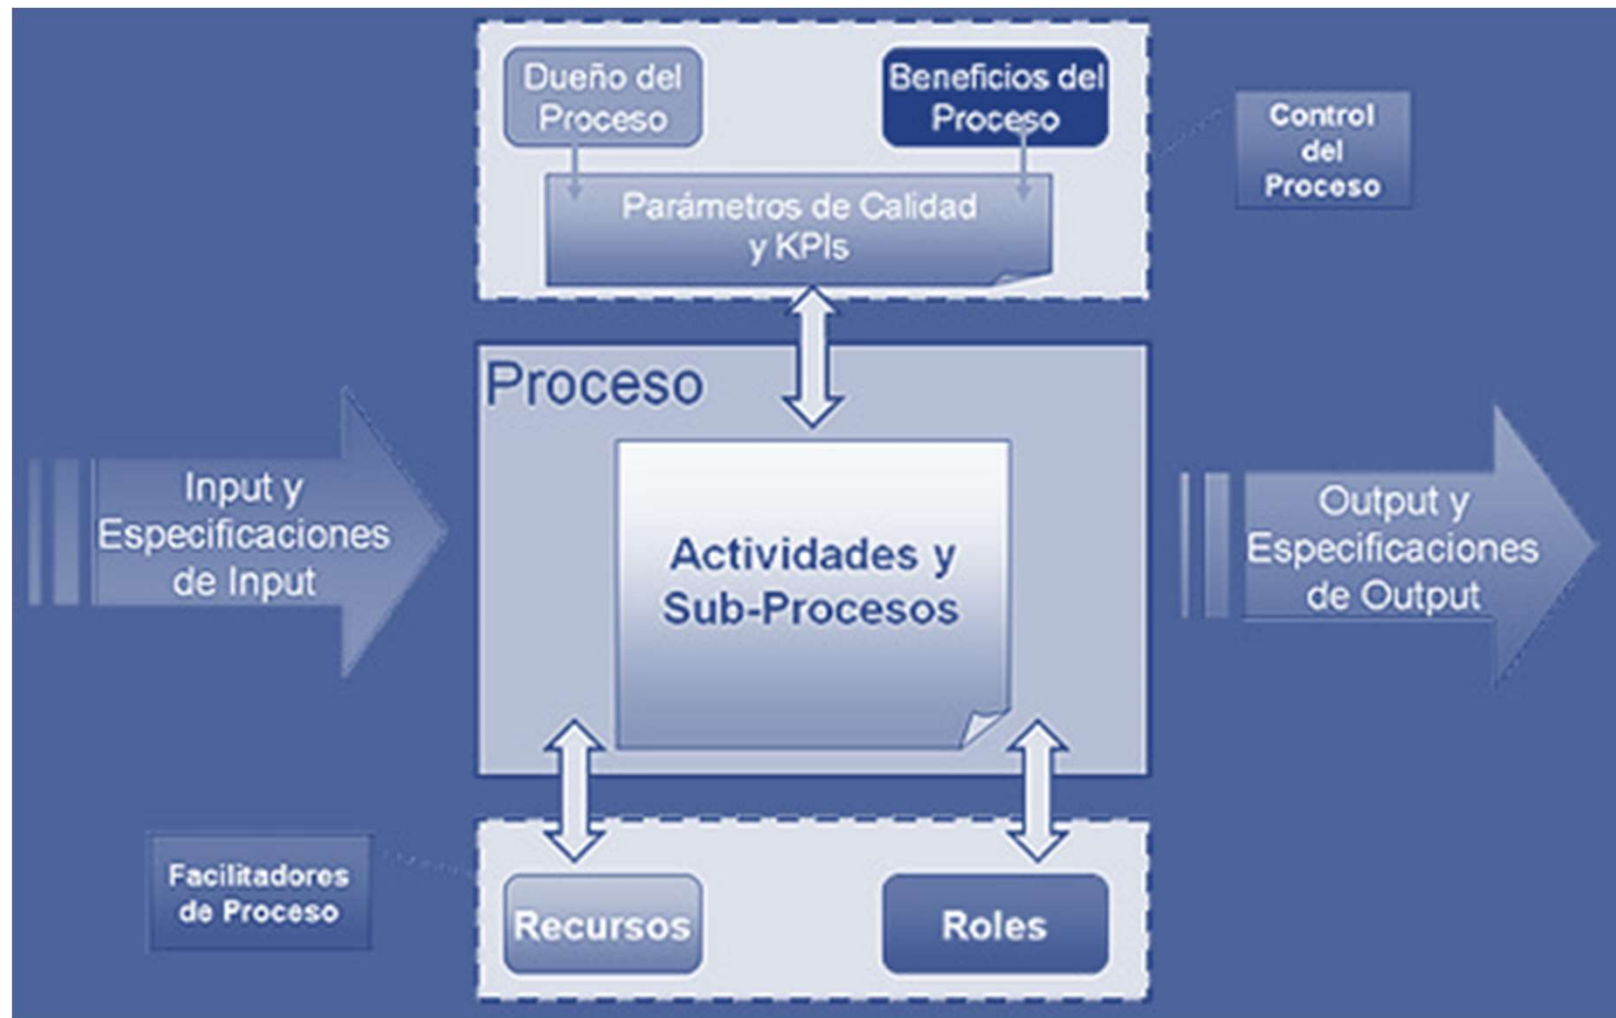 Dueño del
Proceso
Beneficios del
Proceso
Control
del
Proceso
Parámetros de Calidad
y KPIs
Proceso
Input y
Especificaciones
de Input
Actividades y
Sub-Procesos
Output y
Especificaciones
de Output
Facilitadores
de Proceso
Recursos
Roles